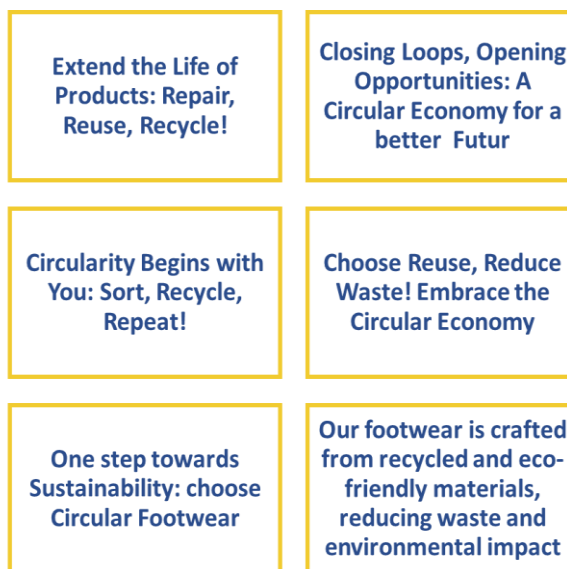 Extend the Life of
Products: Repair,
Reuse, Recycle!
Closing Loops, Opening
Opportunities: A
Circular Economy for a
better  Futur
Circularity Begins with
You: Sort, Recycle,
Repeat!
Choose Reuse, Reduce
Waste! Embrace the
Circular Economy
One step towards
Sustainability: choose
Circular Footwear
Our footwear is crafted
from recycled and eco-
friendly materials,
reducing waste and
environmental impact